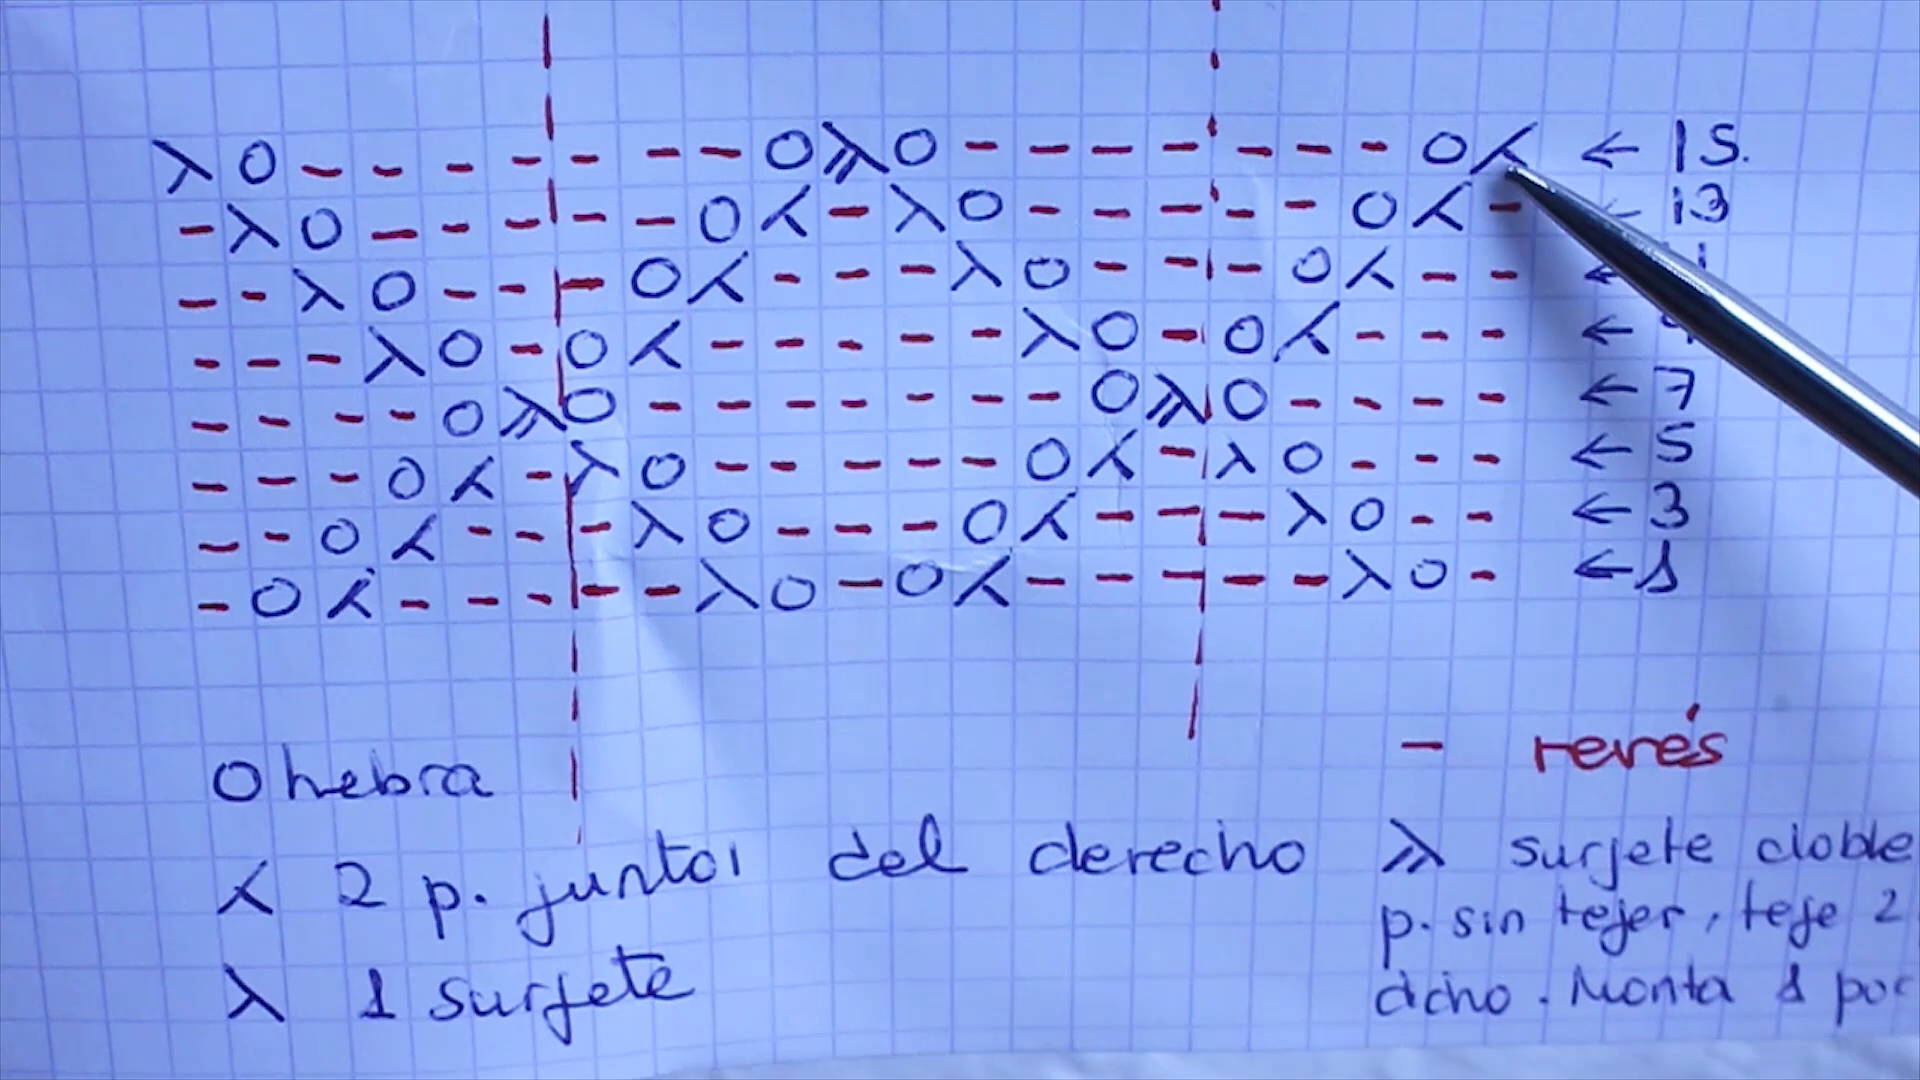 λ O - - - - - - - - O ⩚ O - - - - - - - - O ⅄ ← 15.
- λ O - - - - - - O ⅄ - λ O - - - - - - O ⅄ - ← 13
- - λ O - - - - O ⅄ - - - λ O - - - - O ⅄ - - ←
- - - λ O - O ⅄ - - - - - λ O - O ⅄ - - - ←
- - - - O ⩚ O - - - - - - - O ⩚ O - - - - ← 7
- - - O ⅄ - λ O - - - - - O ⅄ - λ O - - - ← 5
- - O ⅄ - - - λ O - - - O ⅄ - - - λ O - - ← 3
- O ⅄ - - - - - λ O - O ⅄ - - - - - λ O - ← 1
O hebra
- revés
⅄ 2 p. juntos del derecho
λ 1 surjete
⩚ surjete doble
p. sin tejer, teje 2
dcho. Monta 1 por